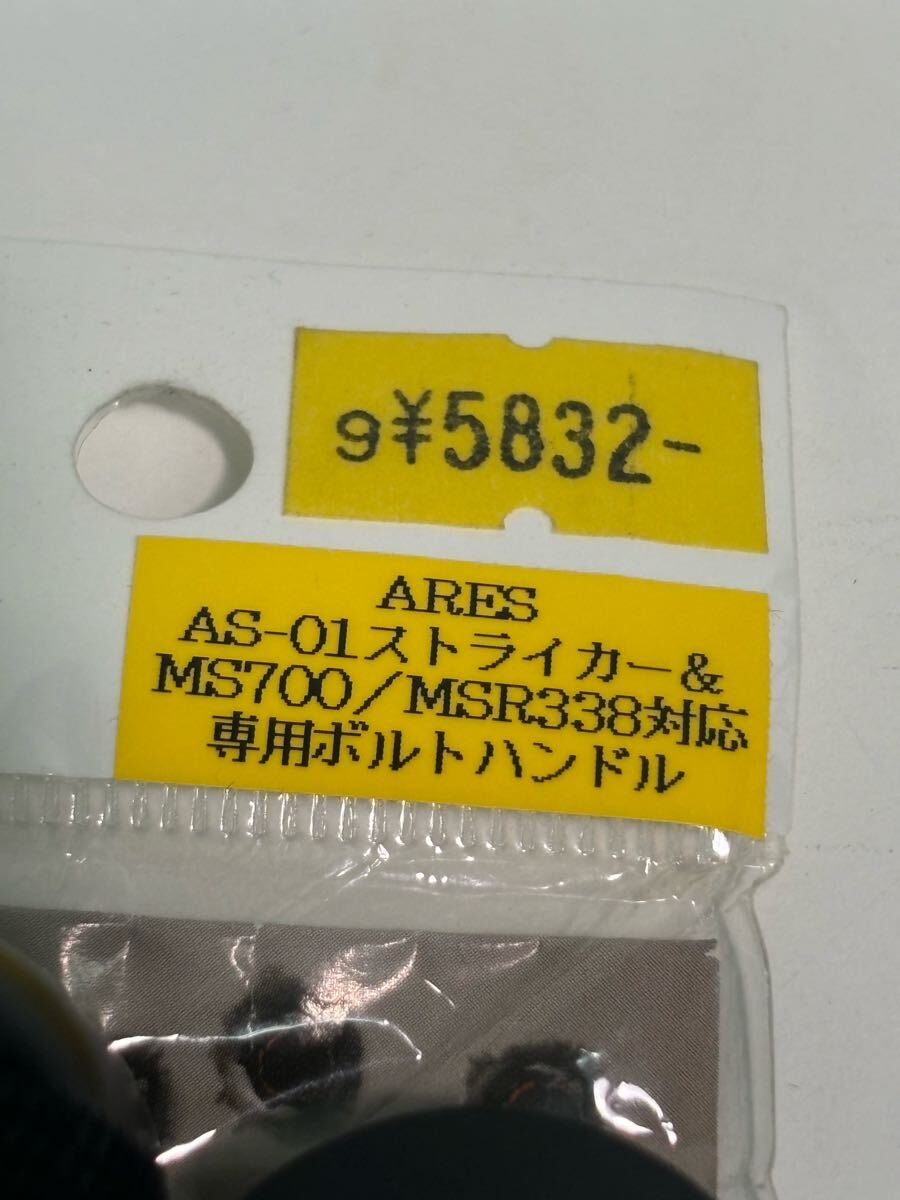 9¥5832-
ARES
AS-01ストライカー&
MS700/MSR338対応
専用ボルトハンドル